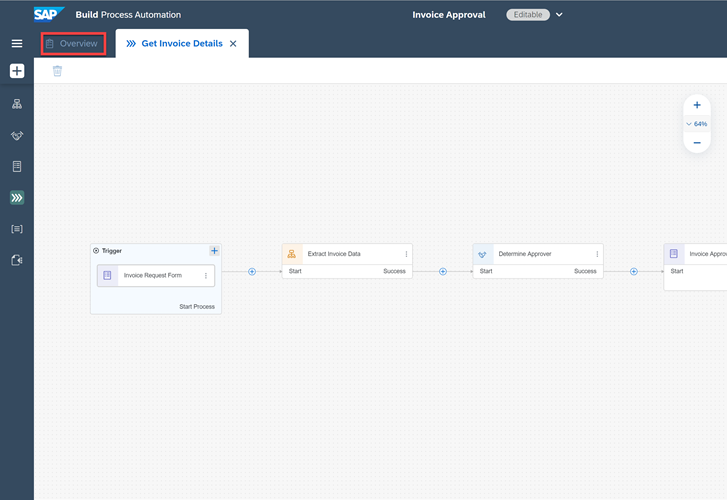 SAP Build Process Automation
Invoice Approval
Editable
Overview
Get Invoice Details
64%
Trigger
Invoice Request Form
Start Process
Extract Invoice Data
Start Success
Determine Approver
Start Success
Invoice
Start